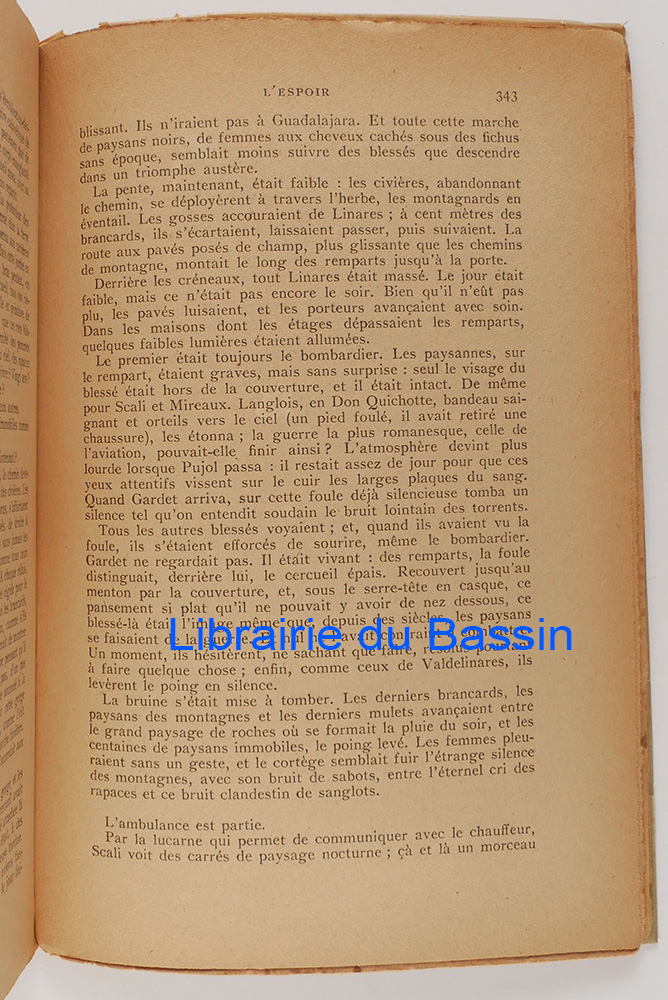 L'ESPOIR 343
blissant. Ils n'iraient pas à Guadalajara. Et toute cette marche
de paysans noirs, de femmes aux cheveux cachés sous des fichus
sans époque, semblait moins suivre des blessés que descendre
dans un triomphe austère.
La pente, maintenant, était faible : les civières, abandonnant
le chemin, se déployèrent à travers l'herbe, les montagnards en
éventail. Les gosses accouraient de Linares ; à cent mètres des
brancards, ils s'écartaient, laissaient passer, puis suivaient. La
route aux pavés posés de champ, plus glissante que les chemins
de montagne, montait le long des remparts jusqu'à la porte.
Derrière les créneaux, tout Linares était massé. Le jour était
faible, mais ce n'était pas encore le soir. Bien qu'il n'eût pas
plu, les pavés luisaient, et les porteurs avançaient avec soin.
Dans les maisons dont les étages dépassaient les remparts,
quelques faibles lumières étaient allumées.
Le premier était toujours le bombardier. Les paysannes, sur
le rempart, étaient graves, mais sans surprise : seul le visage du
blessé était hors de la couverture, et il était intact. De même
pour Scali et Mireaux. Langlois, en Don Quichotte, bandeau sai-
gnant et orteils vers le ciel (un pied foulé, il avait retiré une
chaussure), les étonna ; la guerre la plus romanesque, celle de
l'aviation, pouvait-elle finir ainsi ? L'atmosphère devint plus
lourde lorsque Pujol passa : il restait assez de jour pour que ces
yeux attentifs vissent sur le cuir les larges plaques du sang.
Quand Gardet arriva, sur cette foule déjà silencieuse tomba un
silence tel qu'on entendit soudain le bruit lointain des torrents.
Tous les autres blessés voyaient ; et, quand ils avaient vu la
foule, ils s'étaient efforcés de sourire, même le bombardier.
Gardet ne regardait pas. Il était vivant : des remparts, la foule
distinguait, derrière lui, le cercueil épais. Recouvert jusqu'au
menton par la couverture, et, sous le serre-tête en casque, ce
pansement si plat qu'il ne pouvait y avoir de nez dessous, ce
blessé-là était l'image même que, depuis des siècles, les paysans
se faisaient de la guerre. Et nul ne l'avait contraint à combattre.
Librairie du Bassin
Un moment, ils hésitèrent, ne sachant que faire, résolus pourtant
à faire quelque chose ; enfin, comme ceux de Valdelinares, ils
levèrent le poing en silence.
La bruine s'était mise à tomber. Les derniers brancards, les
paysans des montagnes et les derniers mulets avançaient entre
le grand paysage de roches où se formait la pluie du soir, et les
centaines de paysans immobiles, le poing levé. Les femmes pleu-
raient sans un geste, et le cortège semblait fuir l'étrange silence
des montagnes, avec son bruit de sabots, entre l'éternel cri des
rapaces et ce bruit clandestin de sanglots.
L'ambulance est partie.
Par la lucarne qui permet de communiquer avec le chauffeur,
Scali voit des carrés de paysage nocturne ; çà et là un morceau